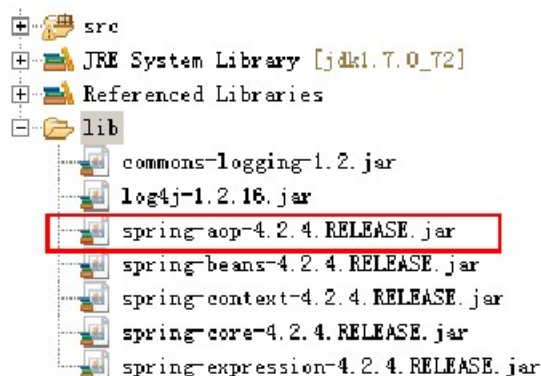 src
JRE System Library [jdk1.7.0_72]
Referenced Libraries
lib
commons-logging-1.2.jar
log4j-1.2.16.jar
spring-aop-4.2.4.RELEASE.jar
spring-beans-4.2.4.RELEASE.jar
spring-context-4.2.4.RELEASE.jar
spring-core-4.2.4.RELEASE.jar
spring-expression-4.2.4.RELEASE.jar